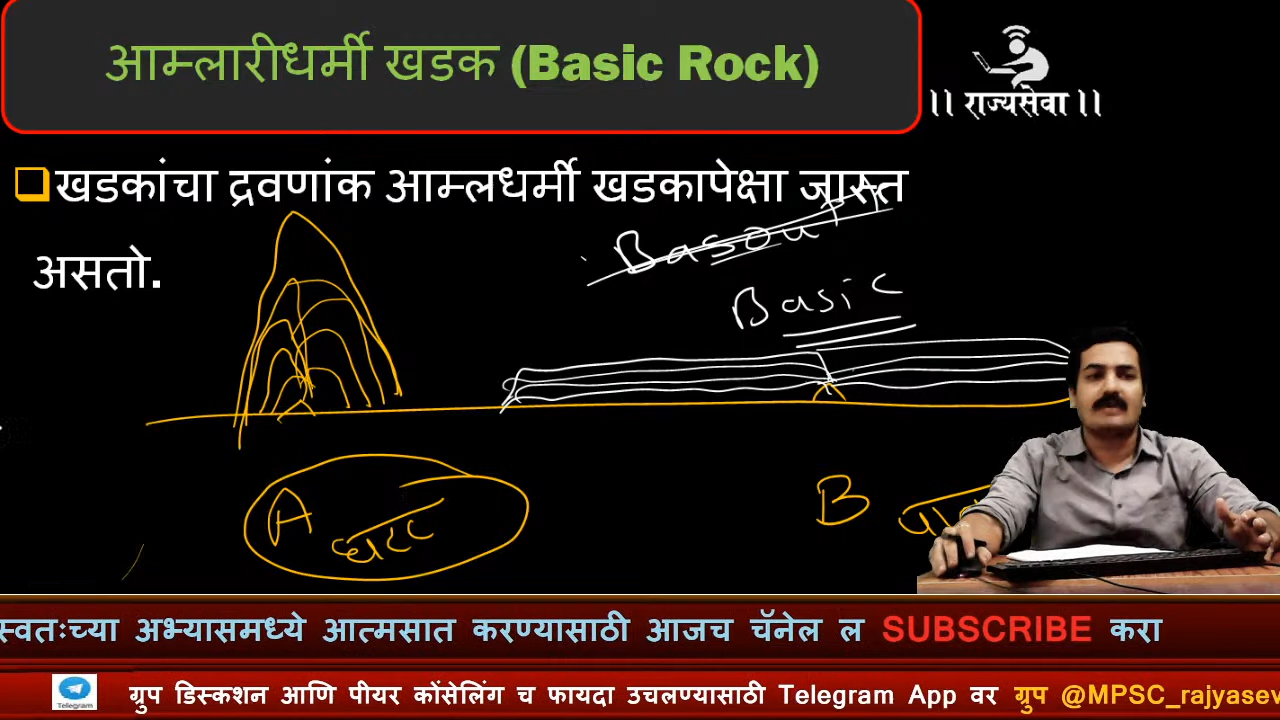 आम्लारीधर्मी खडक (Basic Rock)
।। राज्यसेवा ।।
खडकांचा द्रवणांक आम्लधर्मी खडकापेक्षा जास्त
असतो.
Basic
A घट्ट
B
स्वतःच्या अभ्यासमध्ये आत्मसात करण्यासाठी आजच चॅनेल ल SUBSCRIBE करा
Telegram
ग्रुप डिस्कशन आणि पीयर कोंसेलिंग च फायदा उचलण्यासाठी Telegram App वर ग्रुप @MPSC_rajyasev